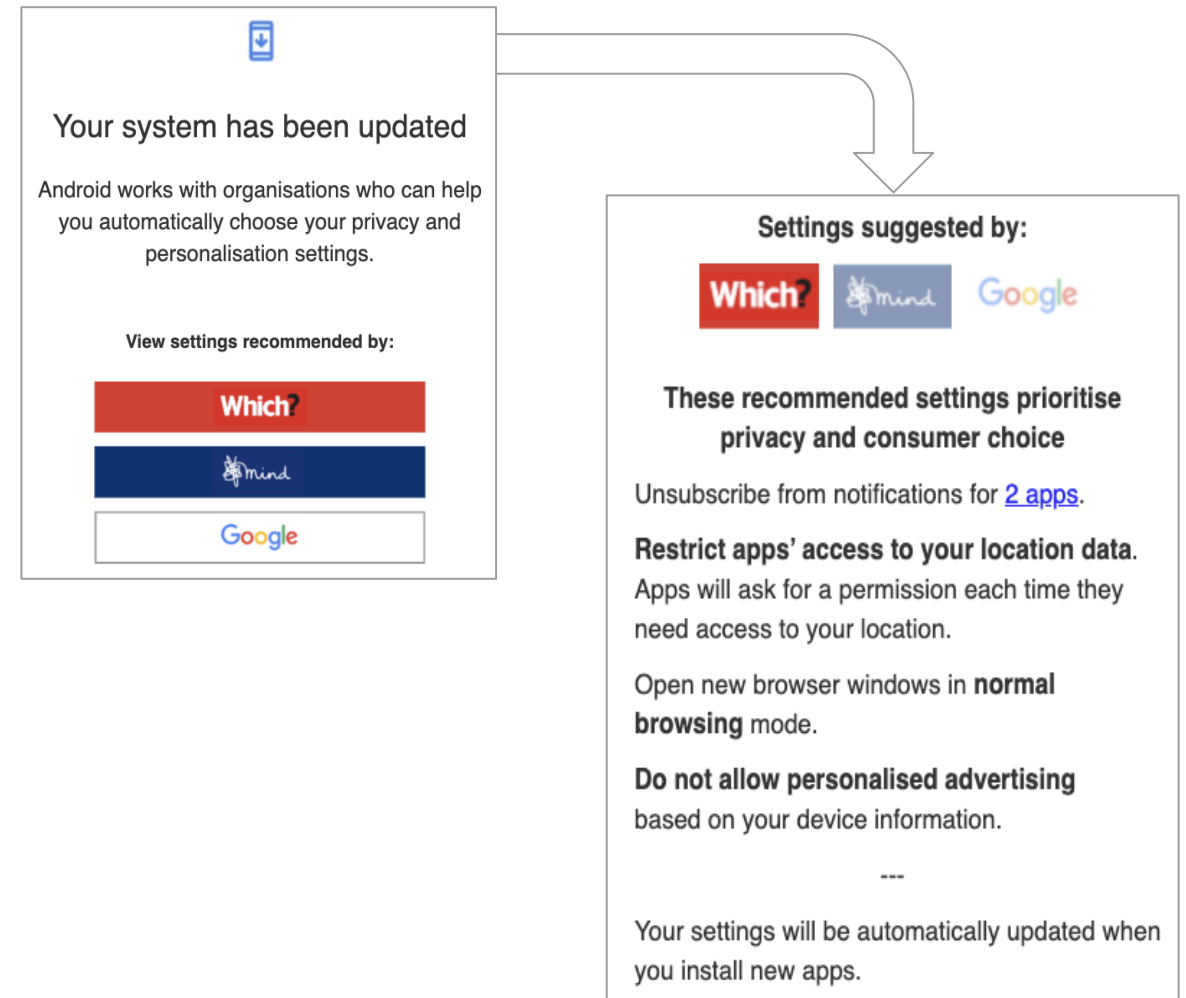 Your system has been updated
Android works with organisations who can help
you automatically choose your privacy and
personalisation settings.
View settings recommended by:
Which?
mind
Google
Settings suggested by:
Which? mind Google
These recommended settings prioritise
privacy and consumer choice
Unsubscribe from notifications for 2 apps.
Restrict apps’ access to your location data.
Apps will ask for a permission each time they
need access to your location.
Open new browser windows in normal
browsing mode.
Do not allow personalised advertising
based on your device information.
---
Your settings will be automatically updated when
you install new apps.